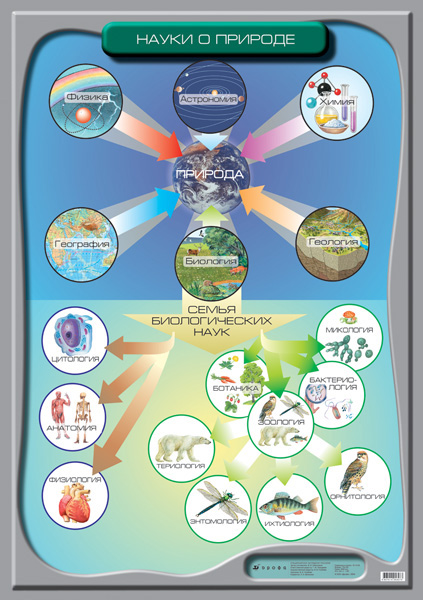 НАУКИ О ПРИРОДЕ
Физика
Астрономия
Химия
ПРИРОДА
География
Биология
Геология
СЕМЬЯ
БИОЛОГИЧЕСКИХ
НАУК
ЦИТОЛОГИЯ
МИКОЛОГИЯ
БОТАНИКА
БАКТЕРИО-
ЛОГИЯ
АНАТОМИЯ
ЗООЛОГИЯ
ТЕРИОЛОГИЯ
ФИЗИОЛОГИЯ
ЭНТОМОЛОГИЯ
ИХТИОЛОГИЯ
ОРНИТОЛОГИЯ